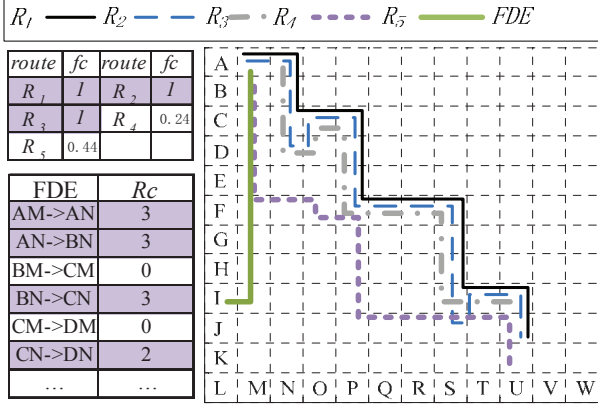 R1 R2 R3 R4 R5 FDE
route fc route fc
R1 1 R2 1
R3 1 R4 0.24
R5 0.44
FDE Rc
AM->AN 3
AN->BN 3
BM->CM 0
BN->CN 3
CM->DM 0
CN->DN 2
... ...
A
B
C
D
E
F
G
H
I
J
K
L M N O P Q R S T U V W